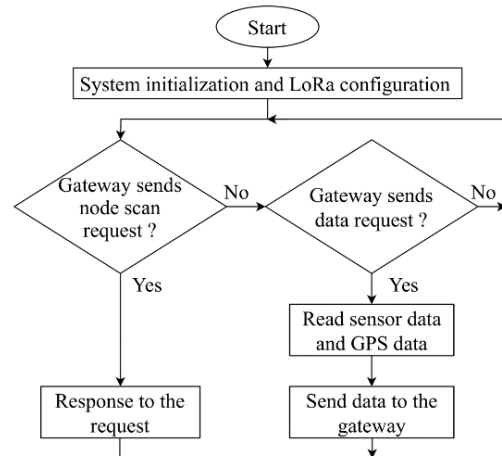 Start
System initialization and LoRa configuration
Gateway sends
node scan
request ?
No
Gateway sends
data request ?
No
Yes
Yes
Read sensor data
and GPS data
Response to the
request
Send data to the
gateway